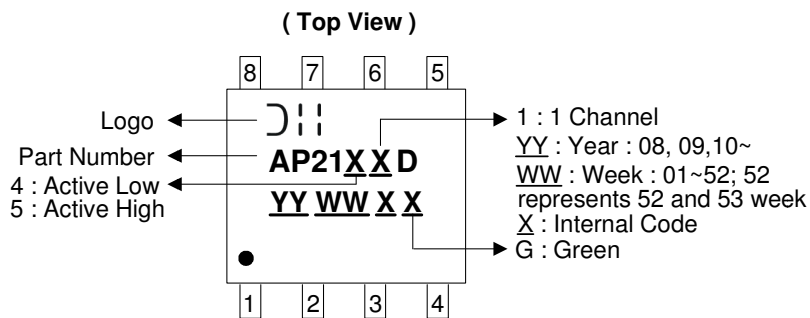 ( Top View )
8 7 6 5
Logo
Part Number
4 : Active Low
5 : Active High
AP21XXD
YY WW X X
1 : 1 Channel
YY : Year : 08, 09,10~
WW : Week : 01~52; 52
represents 52 and 53 week
X : Internal Code
G : Green
1 2 3 4